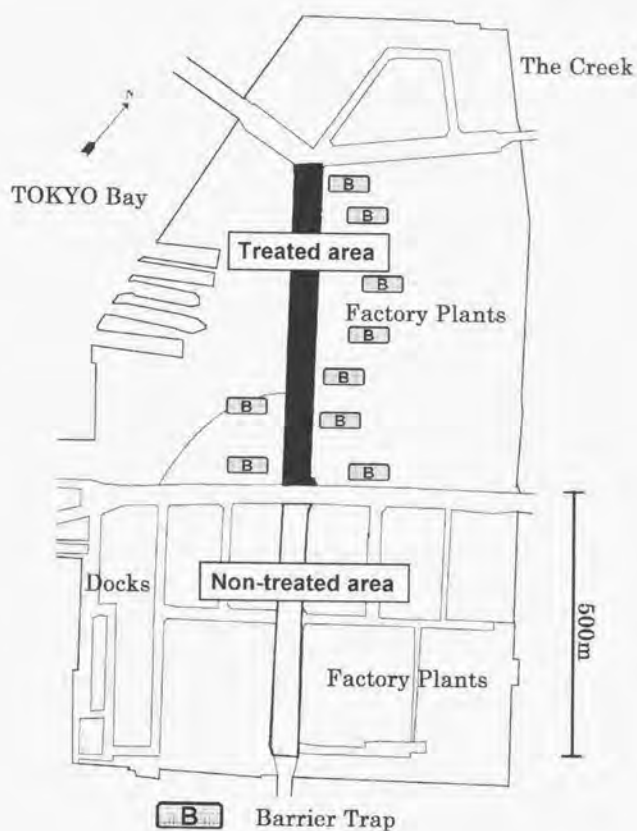 The Creek
N
TOKYO Bay
B
B
Treated area
B
Factory Plants
B
B
B
B
B
B
Docks
Non-treated area
500m
Factory Plants
B Barrier Trap